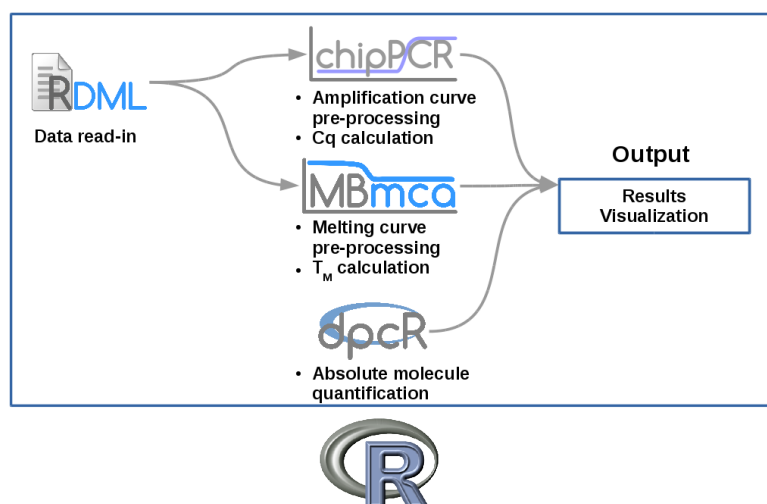 RDML
Data read-in
chipPCR
• Amplification curve
pre-processing
• Cq calculation
MBmca
• Melting curve
pre-processing
• TM calculation
dpcR
• Absolute molecule
quantification
Output
Results
Visualization
R